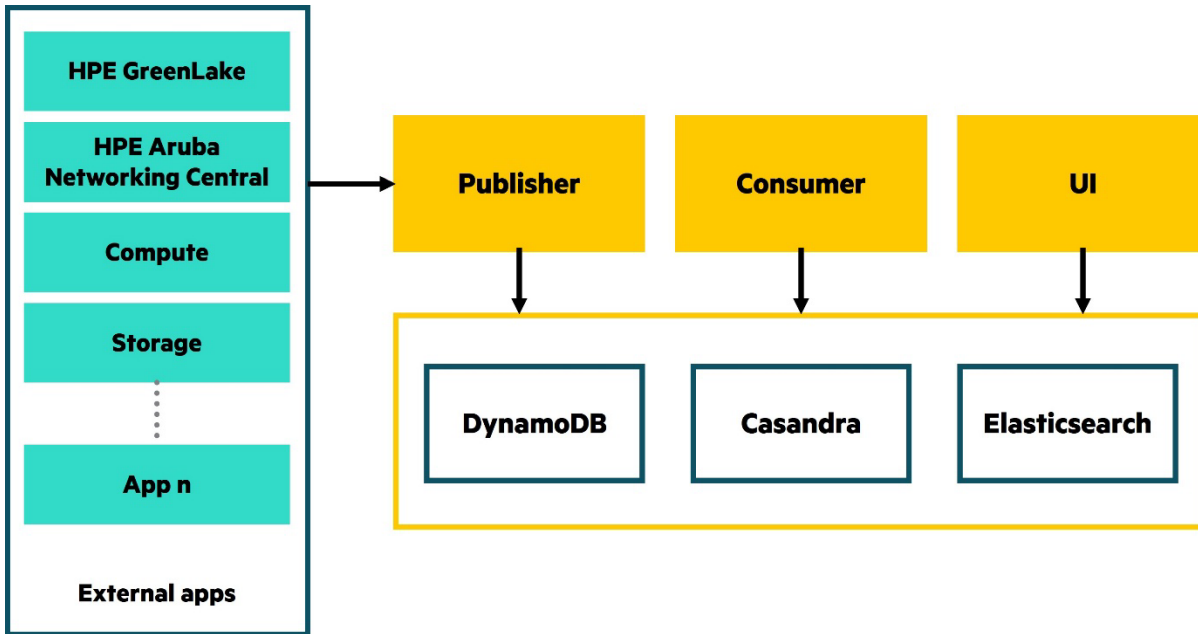 HPE GreenLake
HPE Aruba
Networking Central
Compute
Storage
App n
External apps
Publisher
Consumer
UI
DynamoDB
Casandra
Elasticsearch